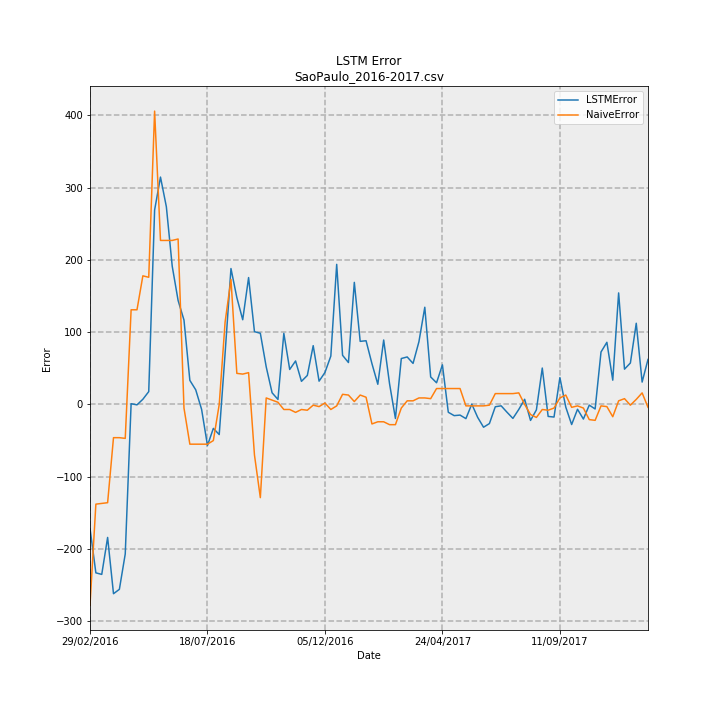 LSTM Error
SaoPaulo_2016-2017.csv
LSTMError
NaiveError
400
300
200
100
0
−100
−200
−300
Error
29/02/2016
18/07/2016
05/12/2016
24/04/2017
11/09/2017
Date